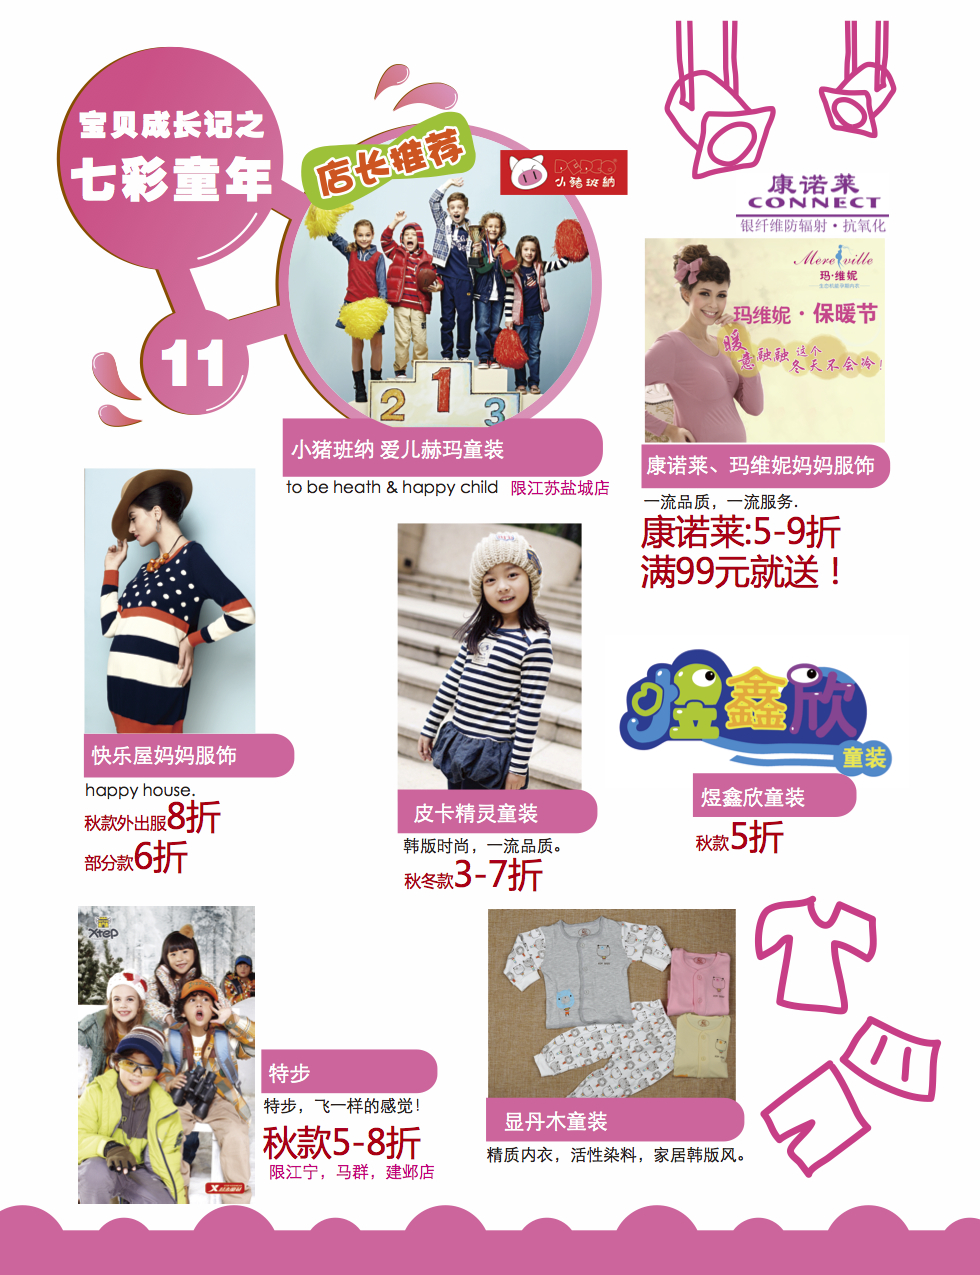 宝贝成长记之
七彩童年
11
店长推荐
PEPCO
小猪班纳
1
2
3
小猪班纳 爱儿赫玛童装
to be heath & happy child 限江苏盐城店
康诺莱
CONNECT
银纤维防辐射·抗氧化
玛·维妮
玛维妮·保暖节
暖意融融 这个冬天不会冷!
康诺莱、玛维妮妈妈服饰
一流品质，一流服务.
康诺莱:5-9折
满99元就送！
快乐屋妈妈服饰
happy house.
秋款外出服8折
部分款6折
皮卡精灵童装
韩版时尚，一流品质。
秋冬款3-7折
煜鑫欣
童装
煜鑫欣童装
秋款5折
xtep
特步
特步，飞一样的感觉!
秋款5-8折
限江宁，马群，建邺店
显丹木童装
精质内衣，活性染料，家居韩版风。